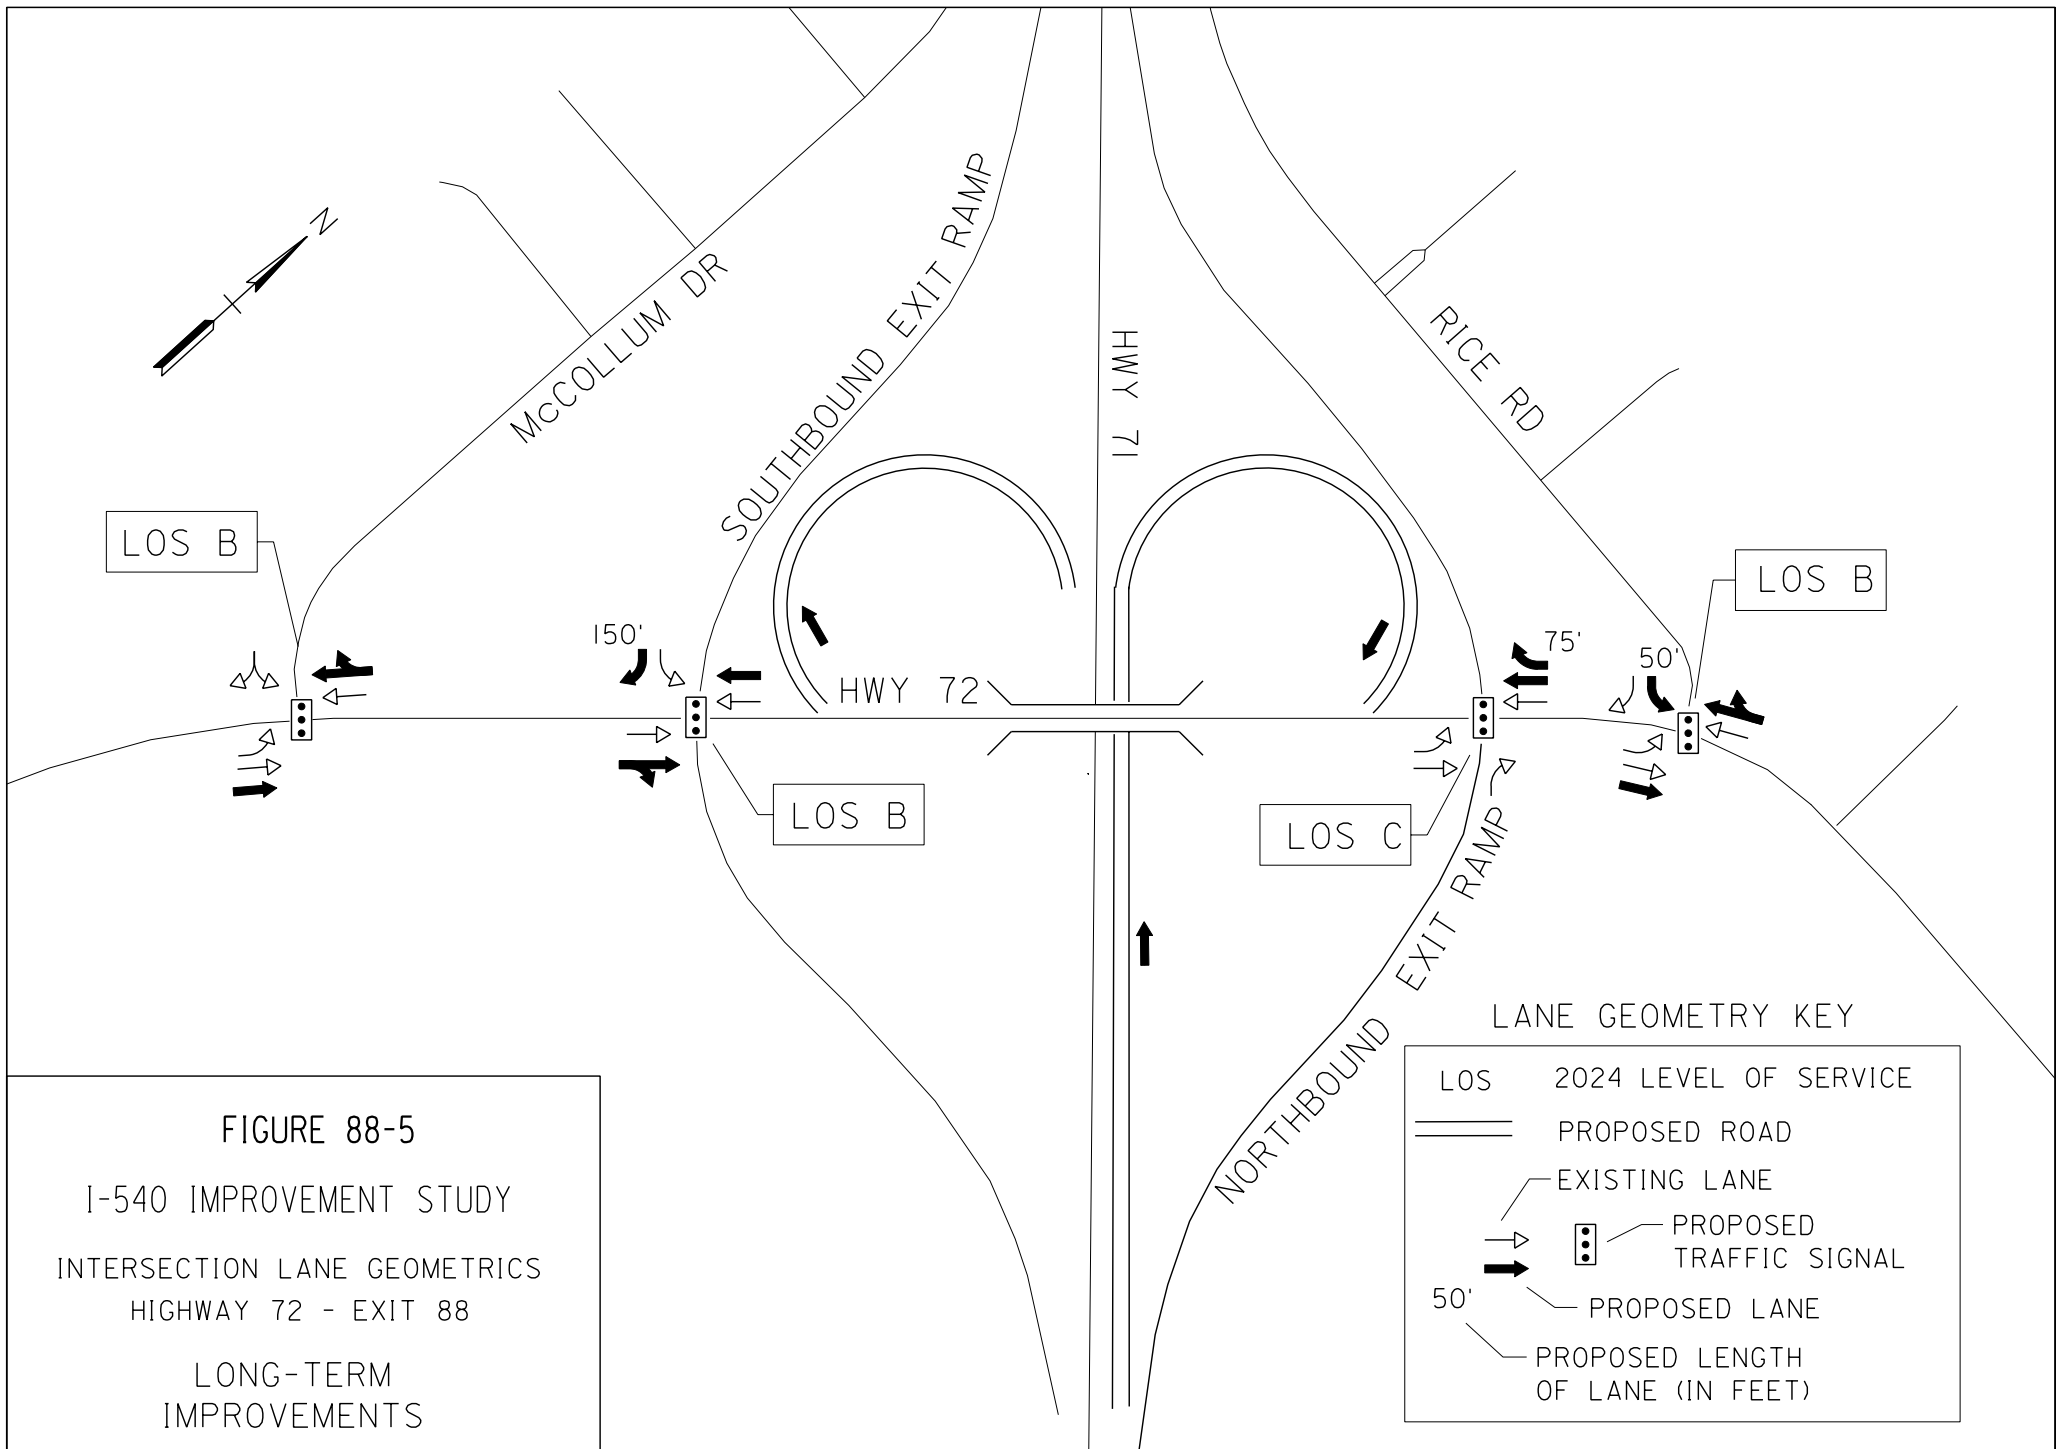 N
McCOLLUM DR
SOUTHBOUND EXIT RAMP
HWY 71
RICE RD
LOS B
LOS B
150'
HWY 72
75'
50'
LOS B
LOS C
NORTHBOUND EXIT RAMP
LANE GEOMETRY KEY
LOS 2024 LEVEL OF SERVICE
PROPOSED ROAD
EXISTING LANE
PROPOSED
TRAFFIC SIGNAL
50'
PROPOSED LANE
PROPOSED LENGTH
OF LANE (IN FEET)
FIGURE 88-5
I-540 IMPROVEMENT STUDY
INTERSECTION LANE GEOMETRICS
HIGHWAY 72 - EXIT 88
LONG-TERM
IMPROVEMENTS